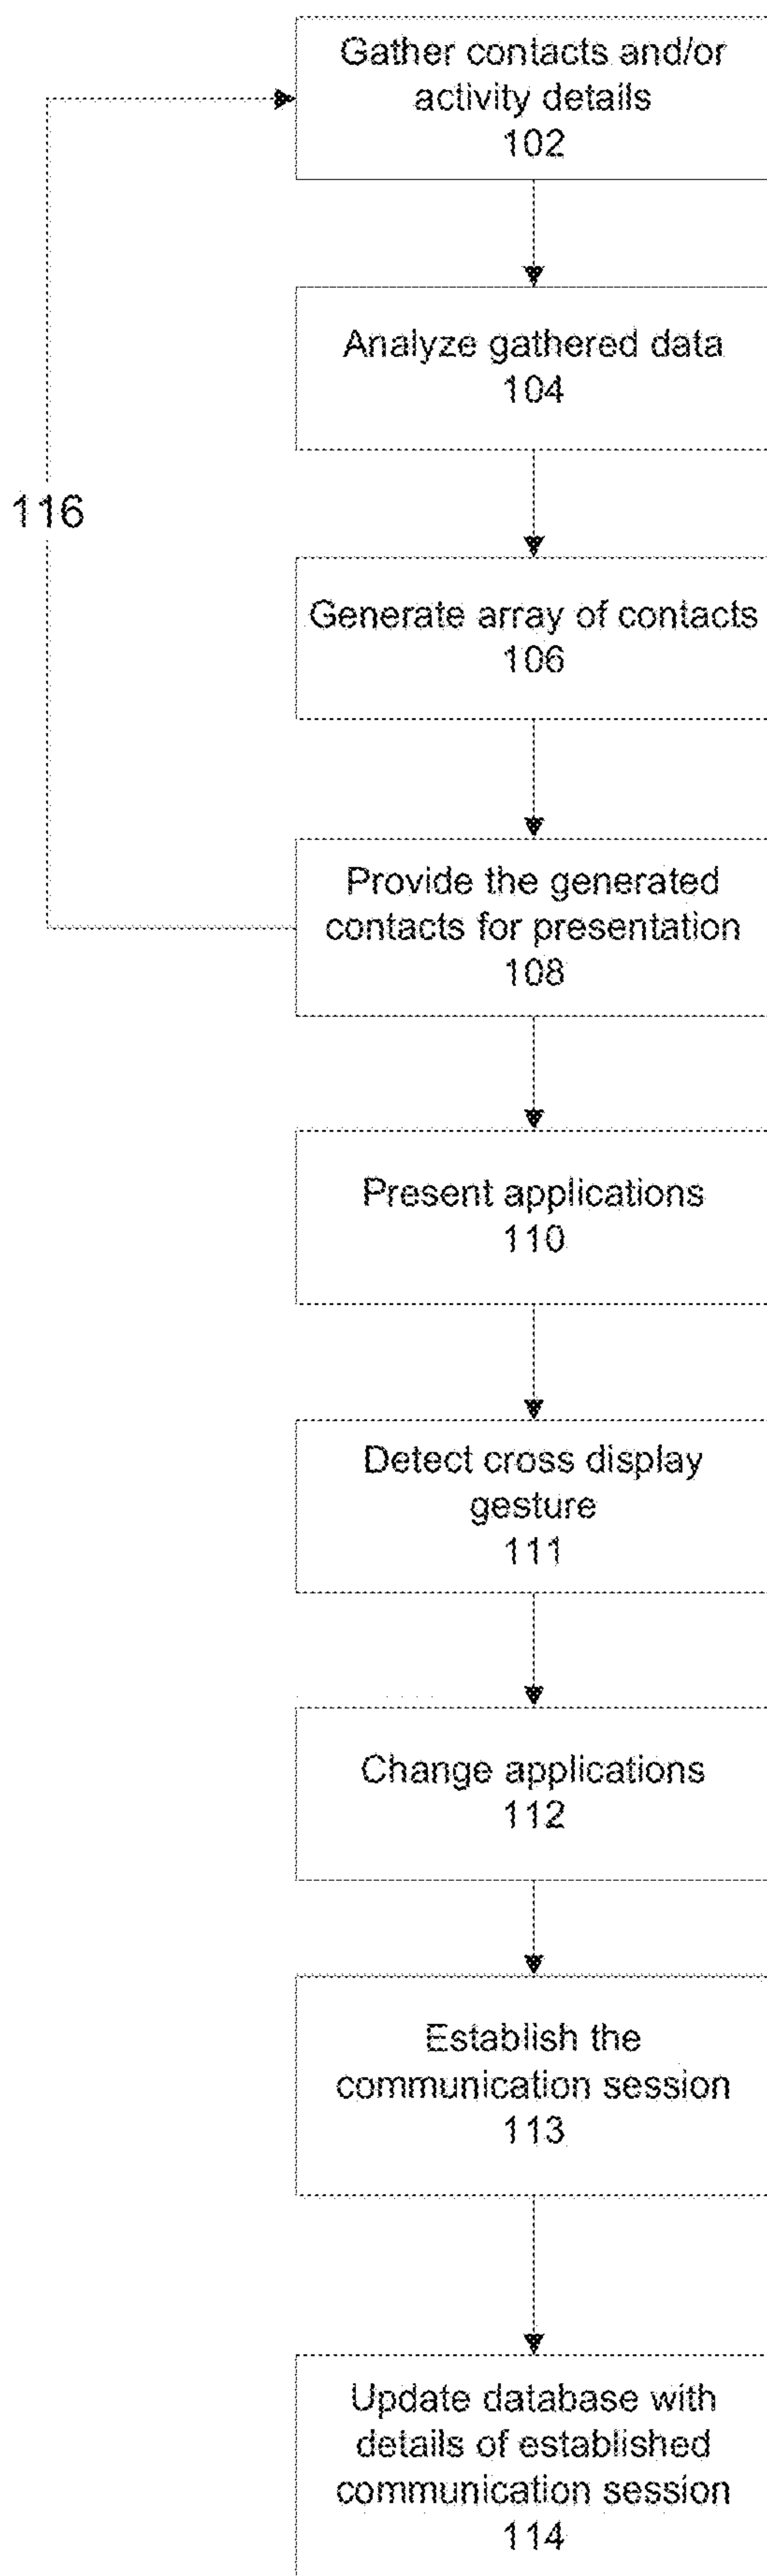 Gather contacts and/or
activity details
102
Analyze gathered data
104
116
Generate array of contacts
106
Provide the generated
contacts for presentation
108
Present applications
110
Detect cross display
gesture
111
Change applications
112
Establish the
communication session
113
Update database with
details of established
communication session
114